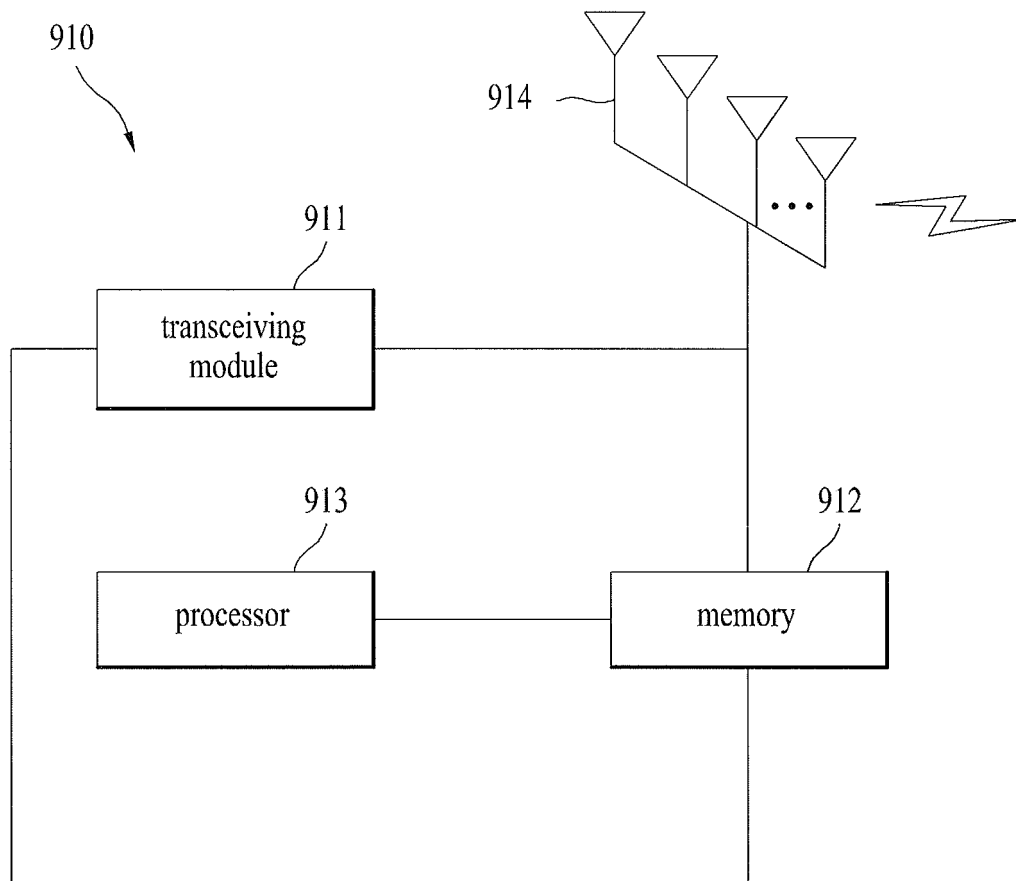 910
914
911
transceiving
module
913
912
processor
memory